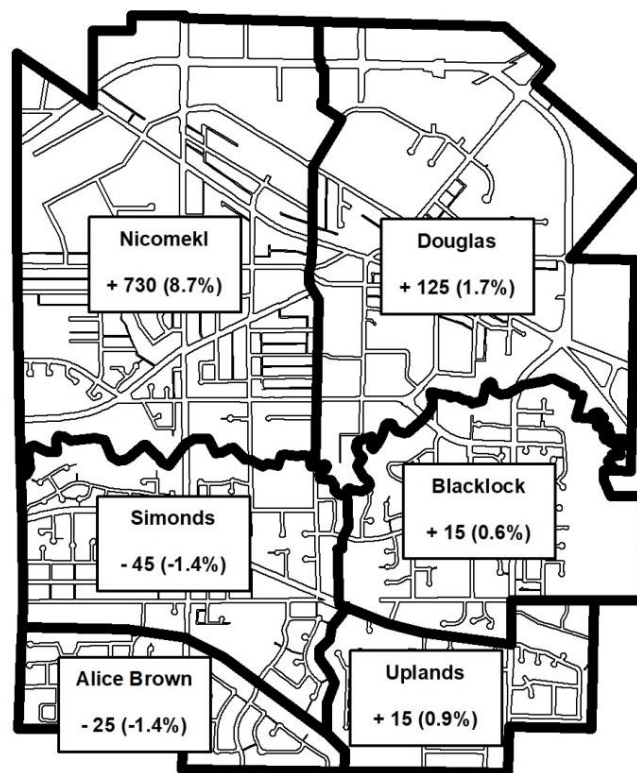 Nicomekl
+ 730 (8.7%)
Douglas
+ 125 (1.7%)
Simonds
- 45 (-1.4%)
Blacklock
+ 15 (0.6%)
Alice Brown
- 25 (-1.4%)
Uplands
+ 15 (0.9%)